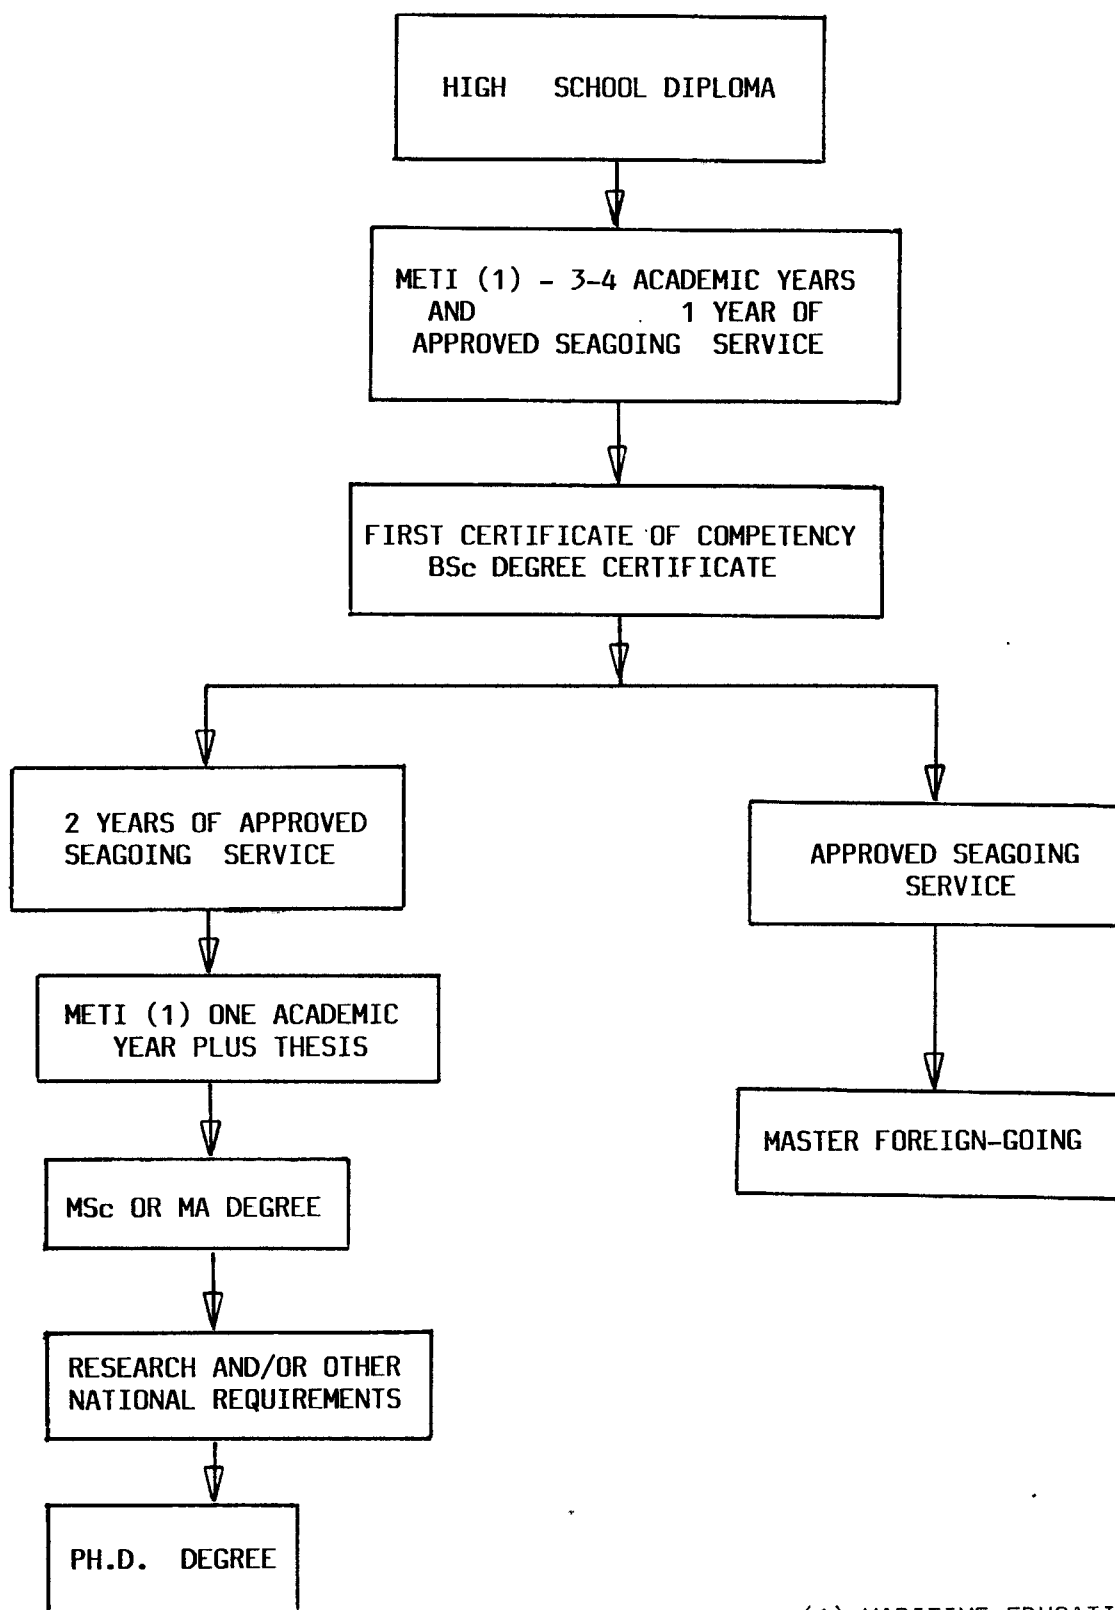 HIGH SCHOOL DIPLOMA
METI (1) - 3-4 ACADEMIC YEARS
AND 1 YEAR OF
APPROVED SEAGOING SERVICE
FIRST CERTIFICATE OF COMPETENCY
BSc DEGREE CERTIFICATE
2 YEARS OF APPROVED
SEAGOING SERVICE
APPROVED SEAGOING
SERVICE
METI (1) ONE ACADEMIC
YEAR PLUS THESIS
MASTER FOREIGN-GOING
MSc OR MA DEGREE
RESEARCH AND/OR OTHER
NATIONAL REQUIREMENTS
PH.D. DEGREE